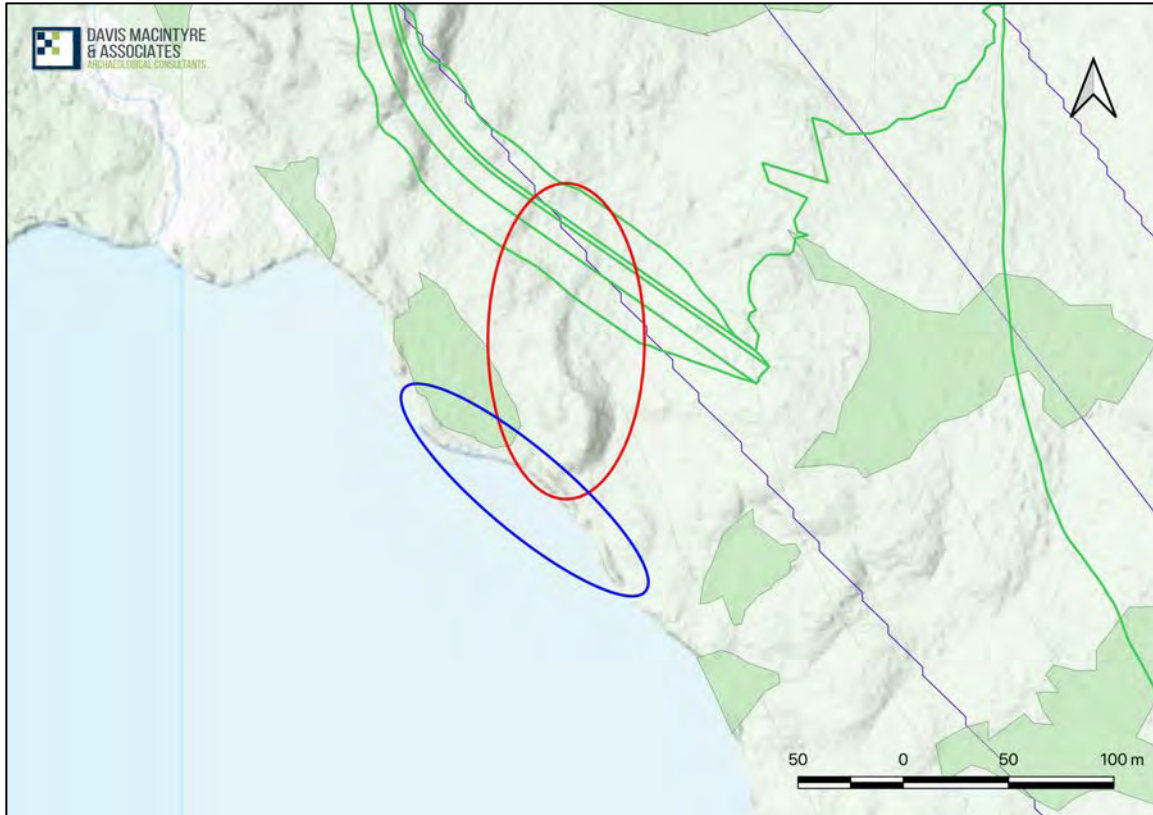 DAVIS MACINTYRE
& ASSOCIATES
ARCHAEOLOGICAL CONSULTANTS
50 0 50 100 m